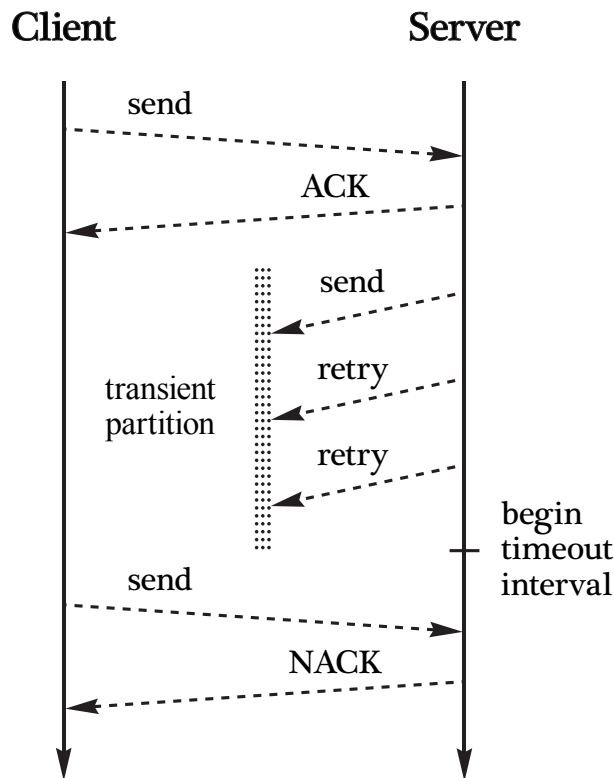 Client
Server
send
ACK
send
transient
partition
retry
retry
begin
timeout
interval
send
NACK